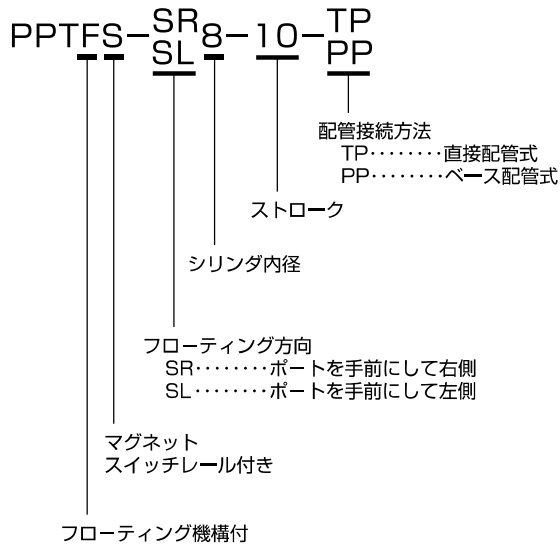 PPTFS－SR8－10－TP
SL PP
配管接続方法
TP‥‥‥‥直接配管式
PP‥‥‥‥ベース配管式
ストローク
シリンダ内径
フローティング方向
SR‥‥‥‥ポートを手前にして右側
SL‥‥‥‥ポートを手前にして左側
マグネット
スイッチレール付き
フローティング機構付